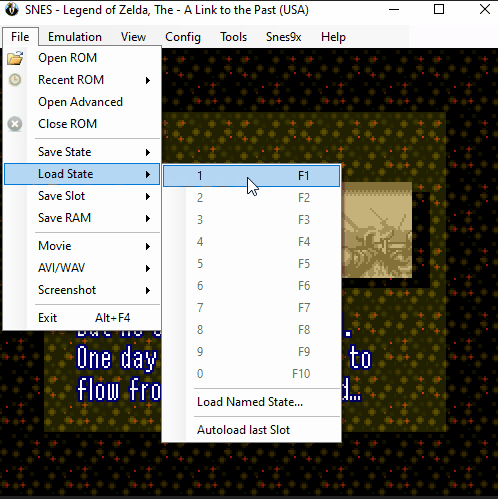 SNES - Legend of Zelda, The - A Link to the Past (USA)
File Emulation View Config Tools Snes9x Help
Open ROM
Recent ROM
Open Advanced
Close ROM
Save State
Load State
Save Slot
Save RAM
Movie
AVI/WAV
Screenshot
Exit Alt+F4
1 F1
2 F2
3 F3
4 F4
5 F5
6 F6
7 F7
8 F8
9 F9
0 F10
Load Named State...
Autoload last Slot
One day to
flow fro d…